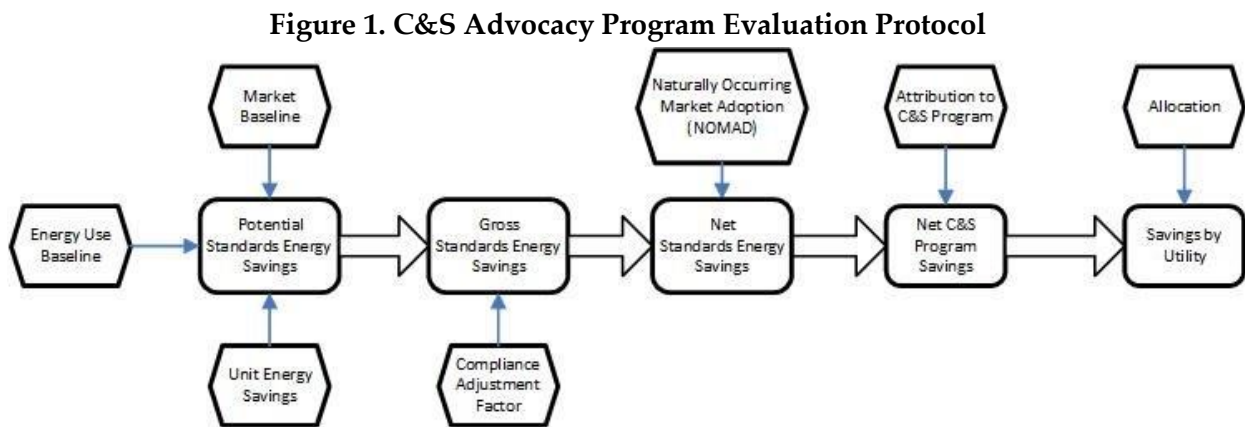 Figure 1. C&S Advocacy Program Evaluation Protocol
Market
Baseline
Naturally Occurring
Market Adoption
(NOMAD)
Attribution to
C&S Program
Allocation
Energy Use
Baseline
Potential
Standards Energy
Savings
Gross
Standards Energy
Savings
Net
Standards Energy
Savings
Net C&S
Program
Savings
Savings by
Utility
Unit Energy
Savings
Compliance
Adjustment
Factor